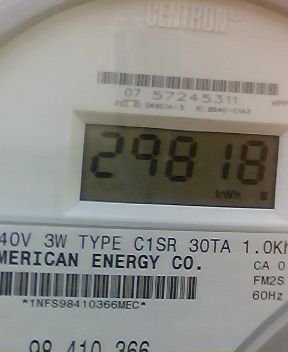 CENTRON
07 57245311
29818
kWh
40V 3W TYPE C1SR 30TA 1.0Kh
MERICAN ENERGY CO.
CA 0
FM2S
60Hz
*1NFS98410366MEC*
98 410 366